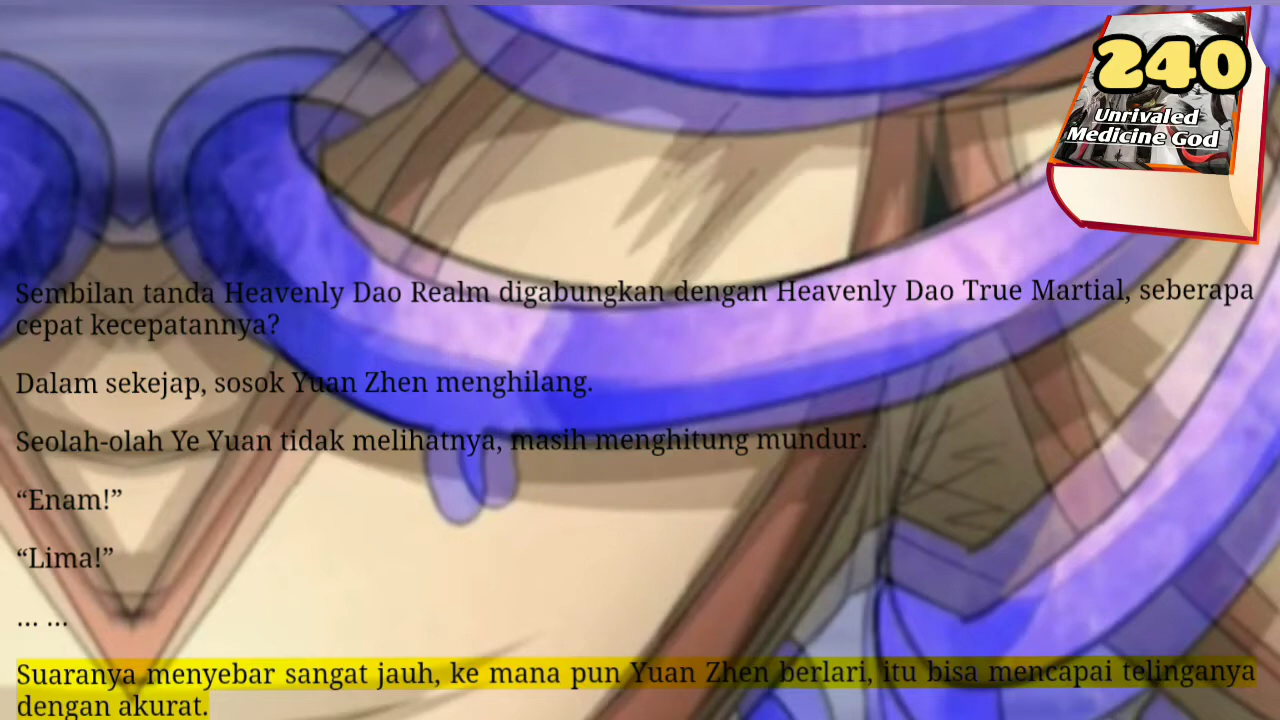 240
Unrivaled
Medicine God
Sembilan tanda Heavenly Dao Realm digabungkan dengan Heavenly Dao True Martial, seberapa
cepat kecepatannya?
Dalam sekejap, sosok Yuan Zhen menghilang.
Seolah-olah Ye Yuan tidak melihatnya, masih menghitung mundur.
“Enam!”
“Lima!”
... ...
Suaranya menyebar sangat jauh, ke mana pun Yuan Zhen berlari, itu bisa mencapai telinganya
dengan akurat.